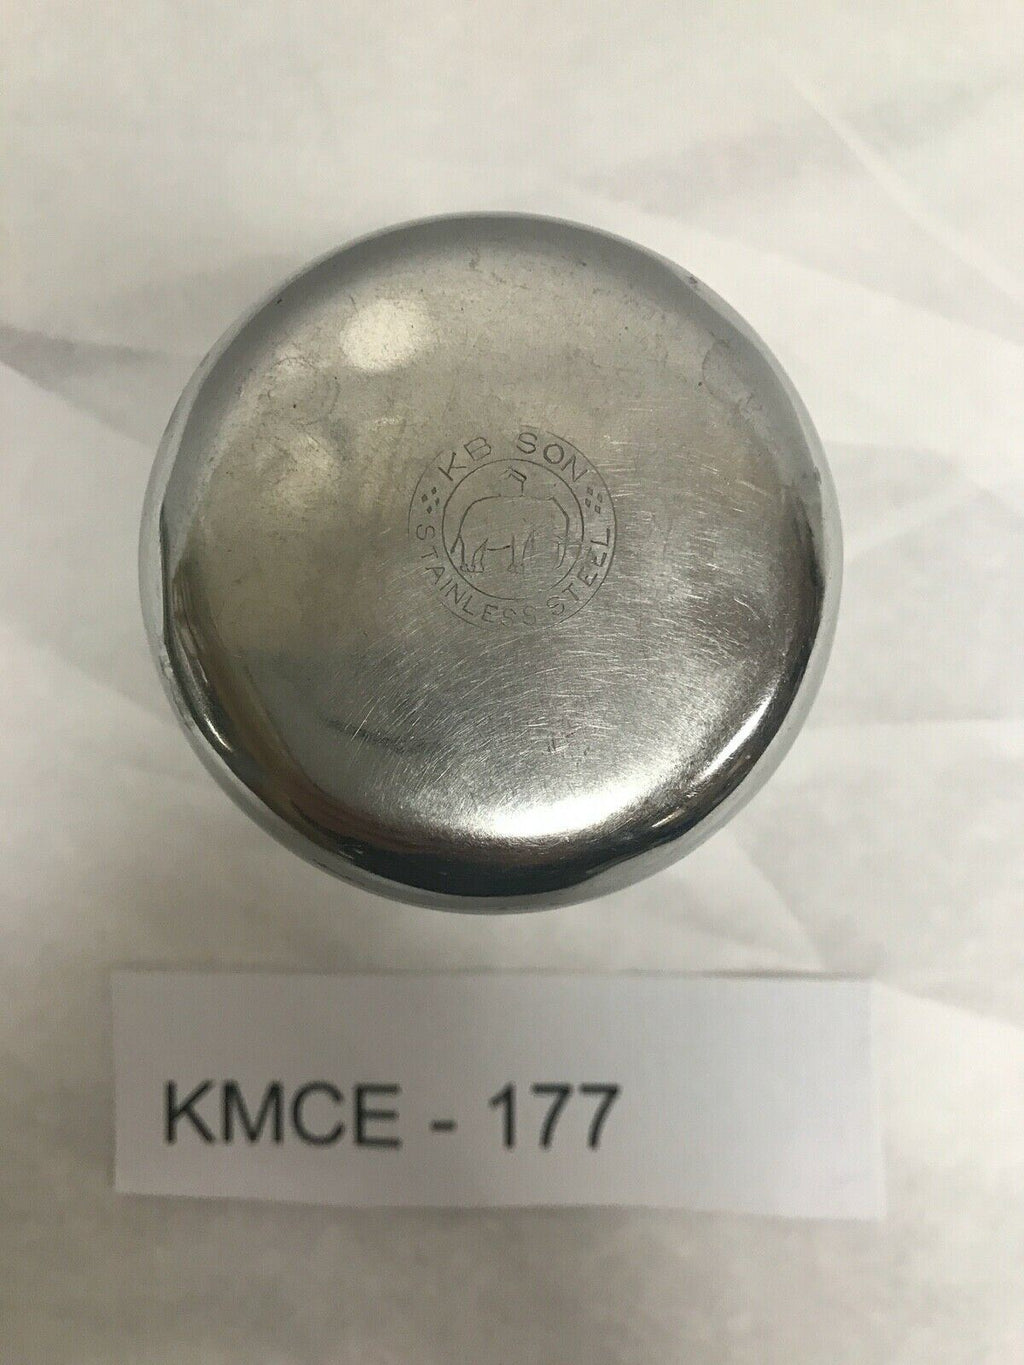 KB SON
STAINLESS STEEL
KMCE - 177